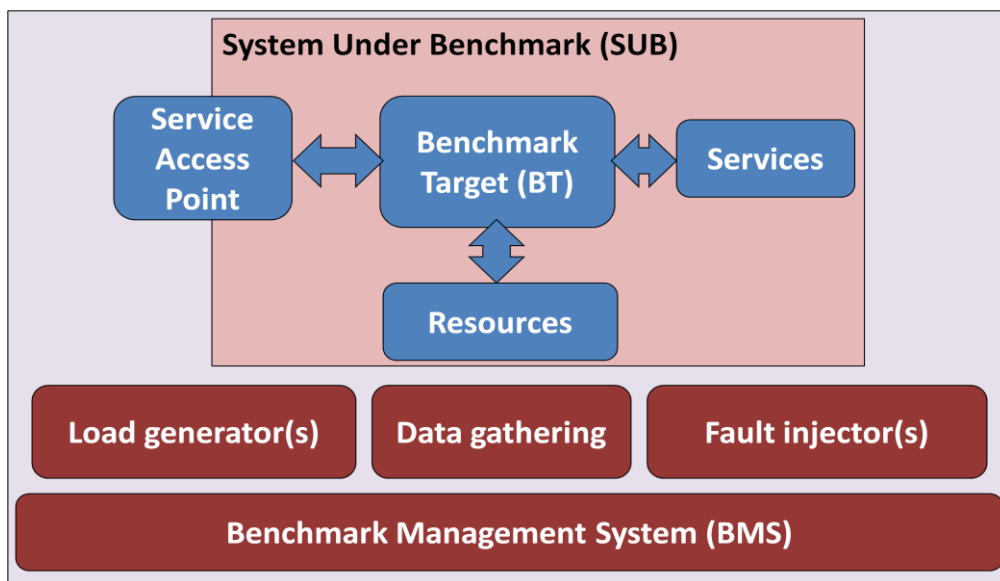 System Under Benchmark (SUB)
Service
Access
Point
Benchmark
Target (BT)
Services
Resources
Load generator(s)
Data gathering
Fault injector(s)
Benchmark Management System (BMS)